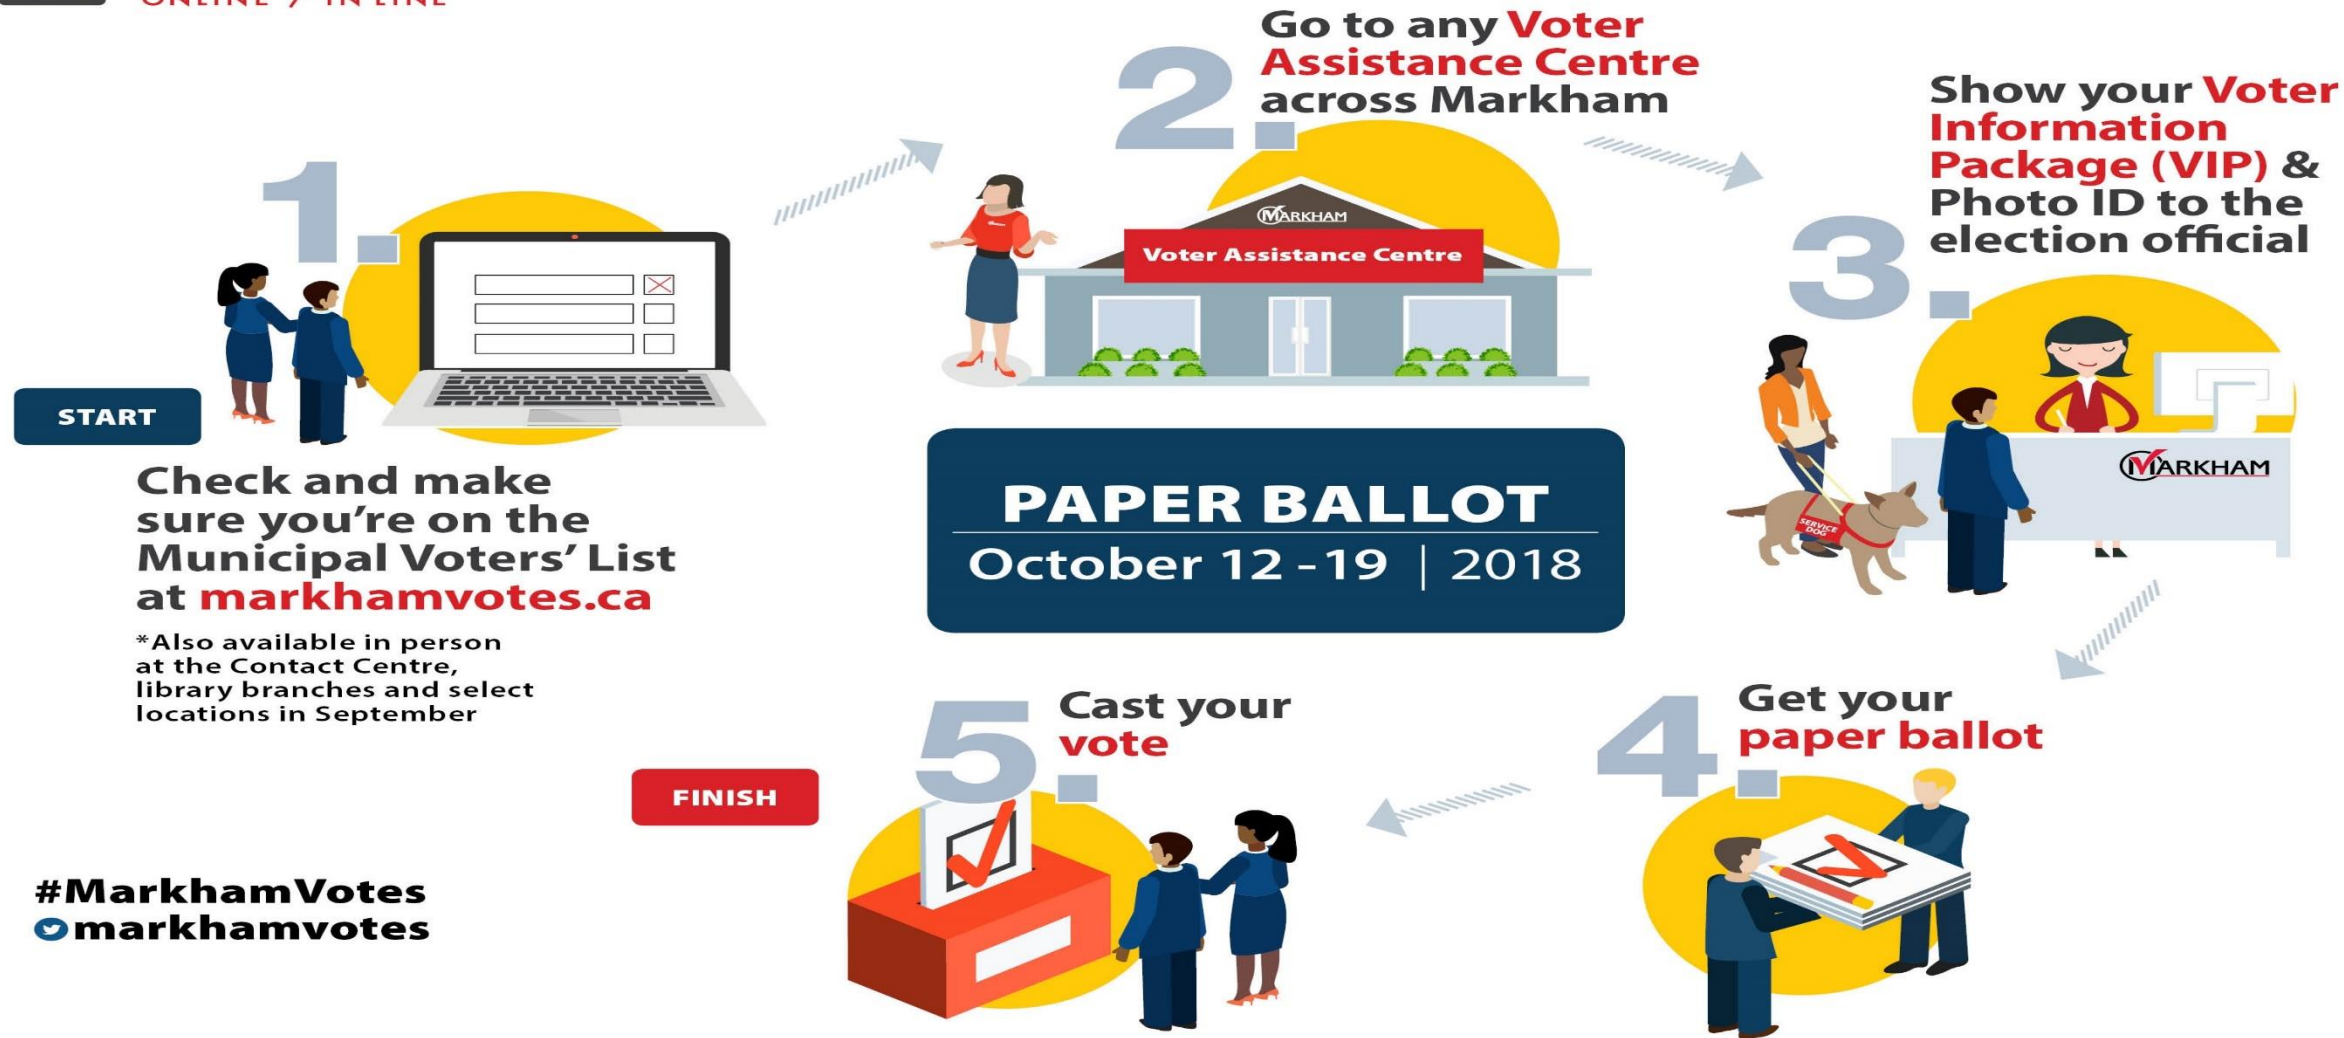 ONLINE / IN LINE
1.
START
Check and make
sure you're on the
Municipal Voters' List
at markhamvotes.ca
*Also available in person
at the Contact Centre,
library branches and select
locations in September
2.
Go to any Voter
Assistance Centre
across Markham
MARKHAM
Voter Assistance Centre
3.
Show your Voter
Information
Package (VIP) &
Photo ID to the
election official
MARKHAM
SERVICE
DOG
PAPER BALLOT
October 12 - 19 | 2018
4.
Get your
paper ballot
5.
Cast your
vote
FINISH
#MarkhamVotes
markhamvotes